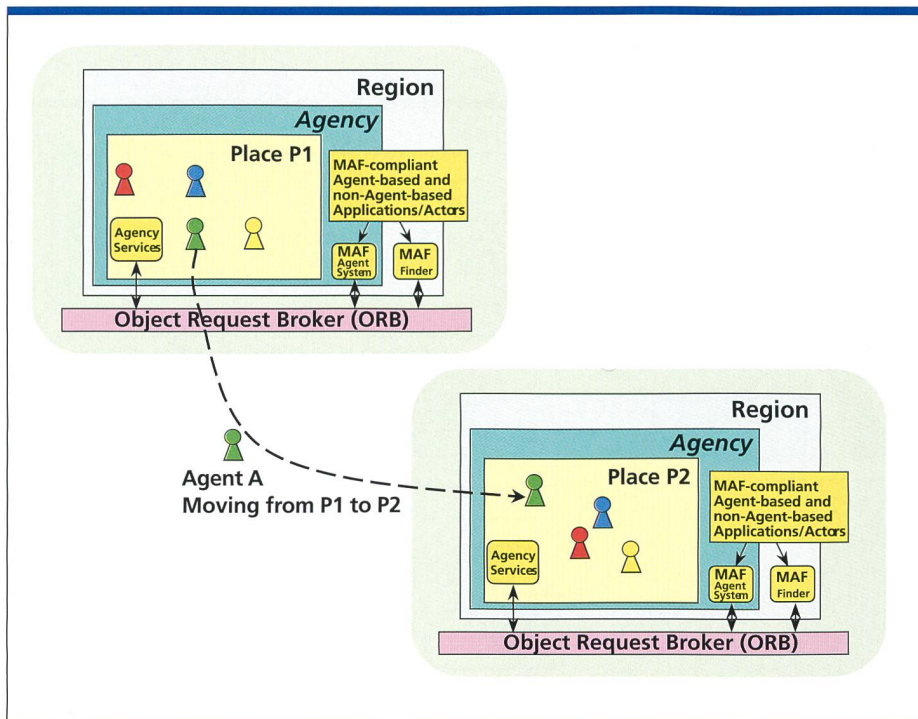 Region
Agency
Place P1
MAF-compliant
Agent-based and
non-Agent-based
Applications/Actors
Agency
Services
MAF
Agent
System
MAF
Finder
Object Request Broker (ORB)
Agent A
Moving from P1 to P2
Region
Agency
Place P2
MAF-compliant
Agent-based and
non-Agent-based
Applications/Actors
Agency
Services
MAF
Agent
System
MAF
Finder
Object Request Broker (ORB)